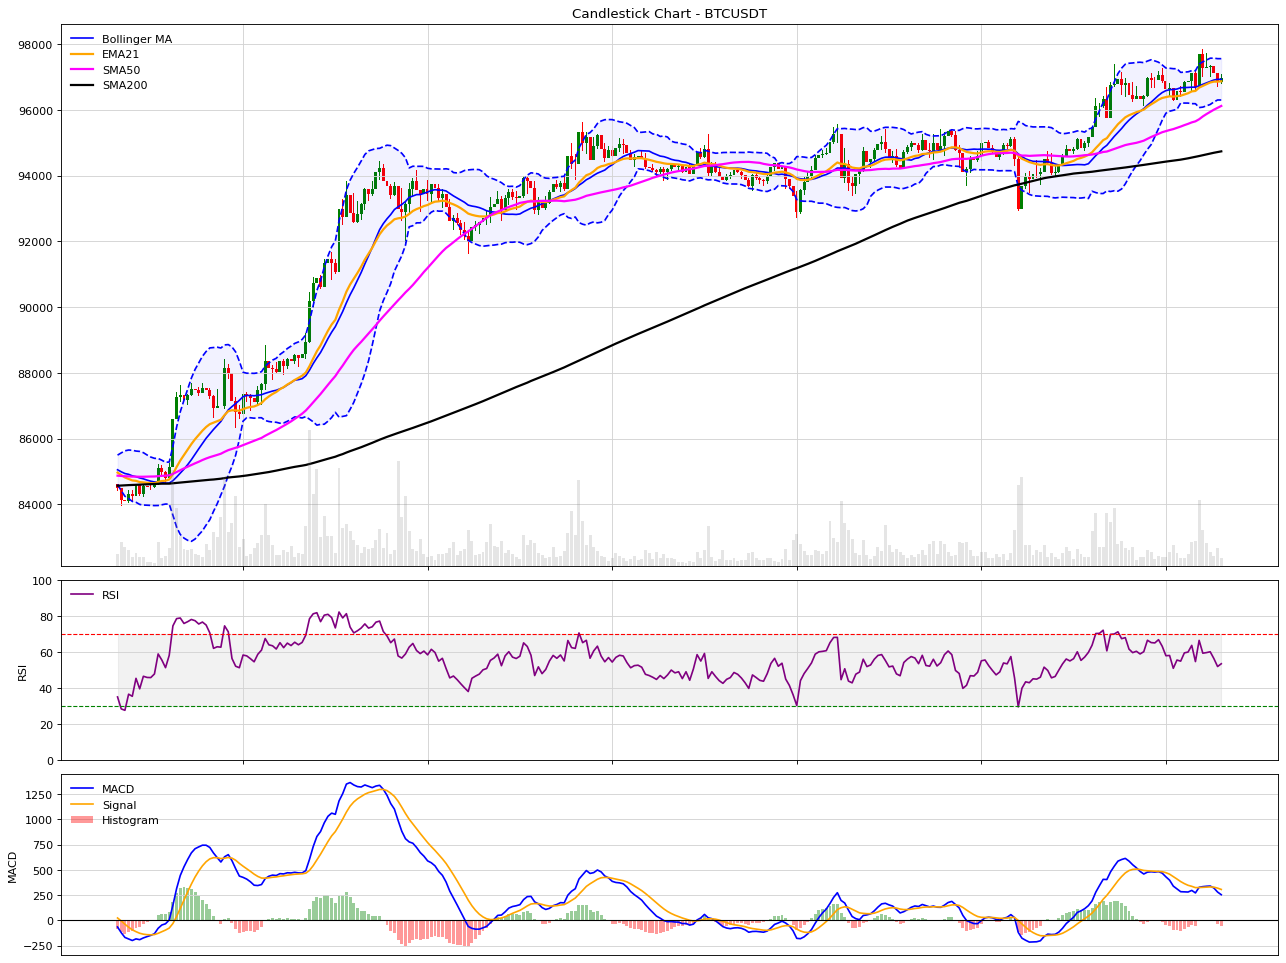 Candlestick Chart - BTCUSDT
Bollinger MA
EMA21
SMA50
SMA200
98000
96000
94000
92000
90000
88000
86000
84000
RSI
100
80
60
40
20
0
RSI
MACD
Signal
Histogram
1250
1000
750
500
250
0
−250
MACD